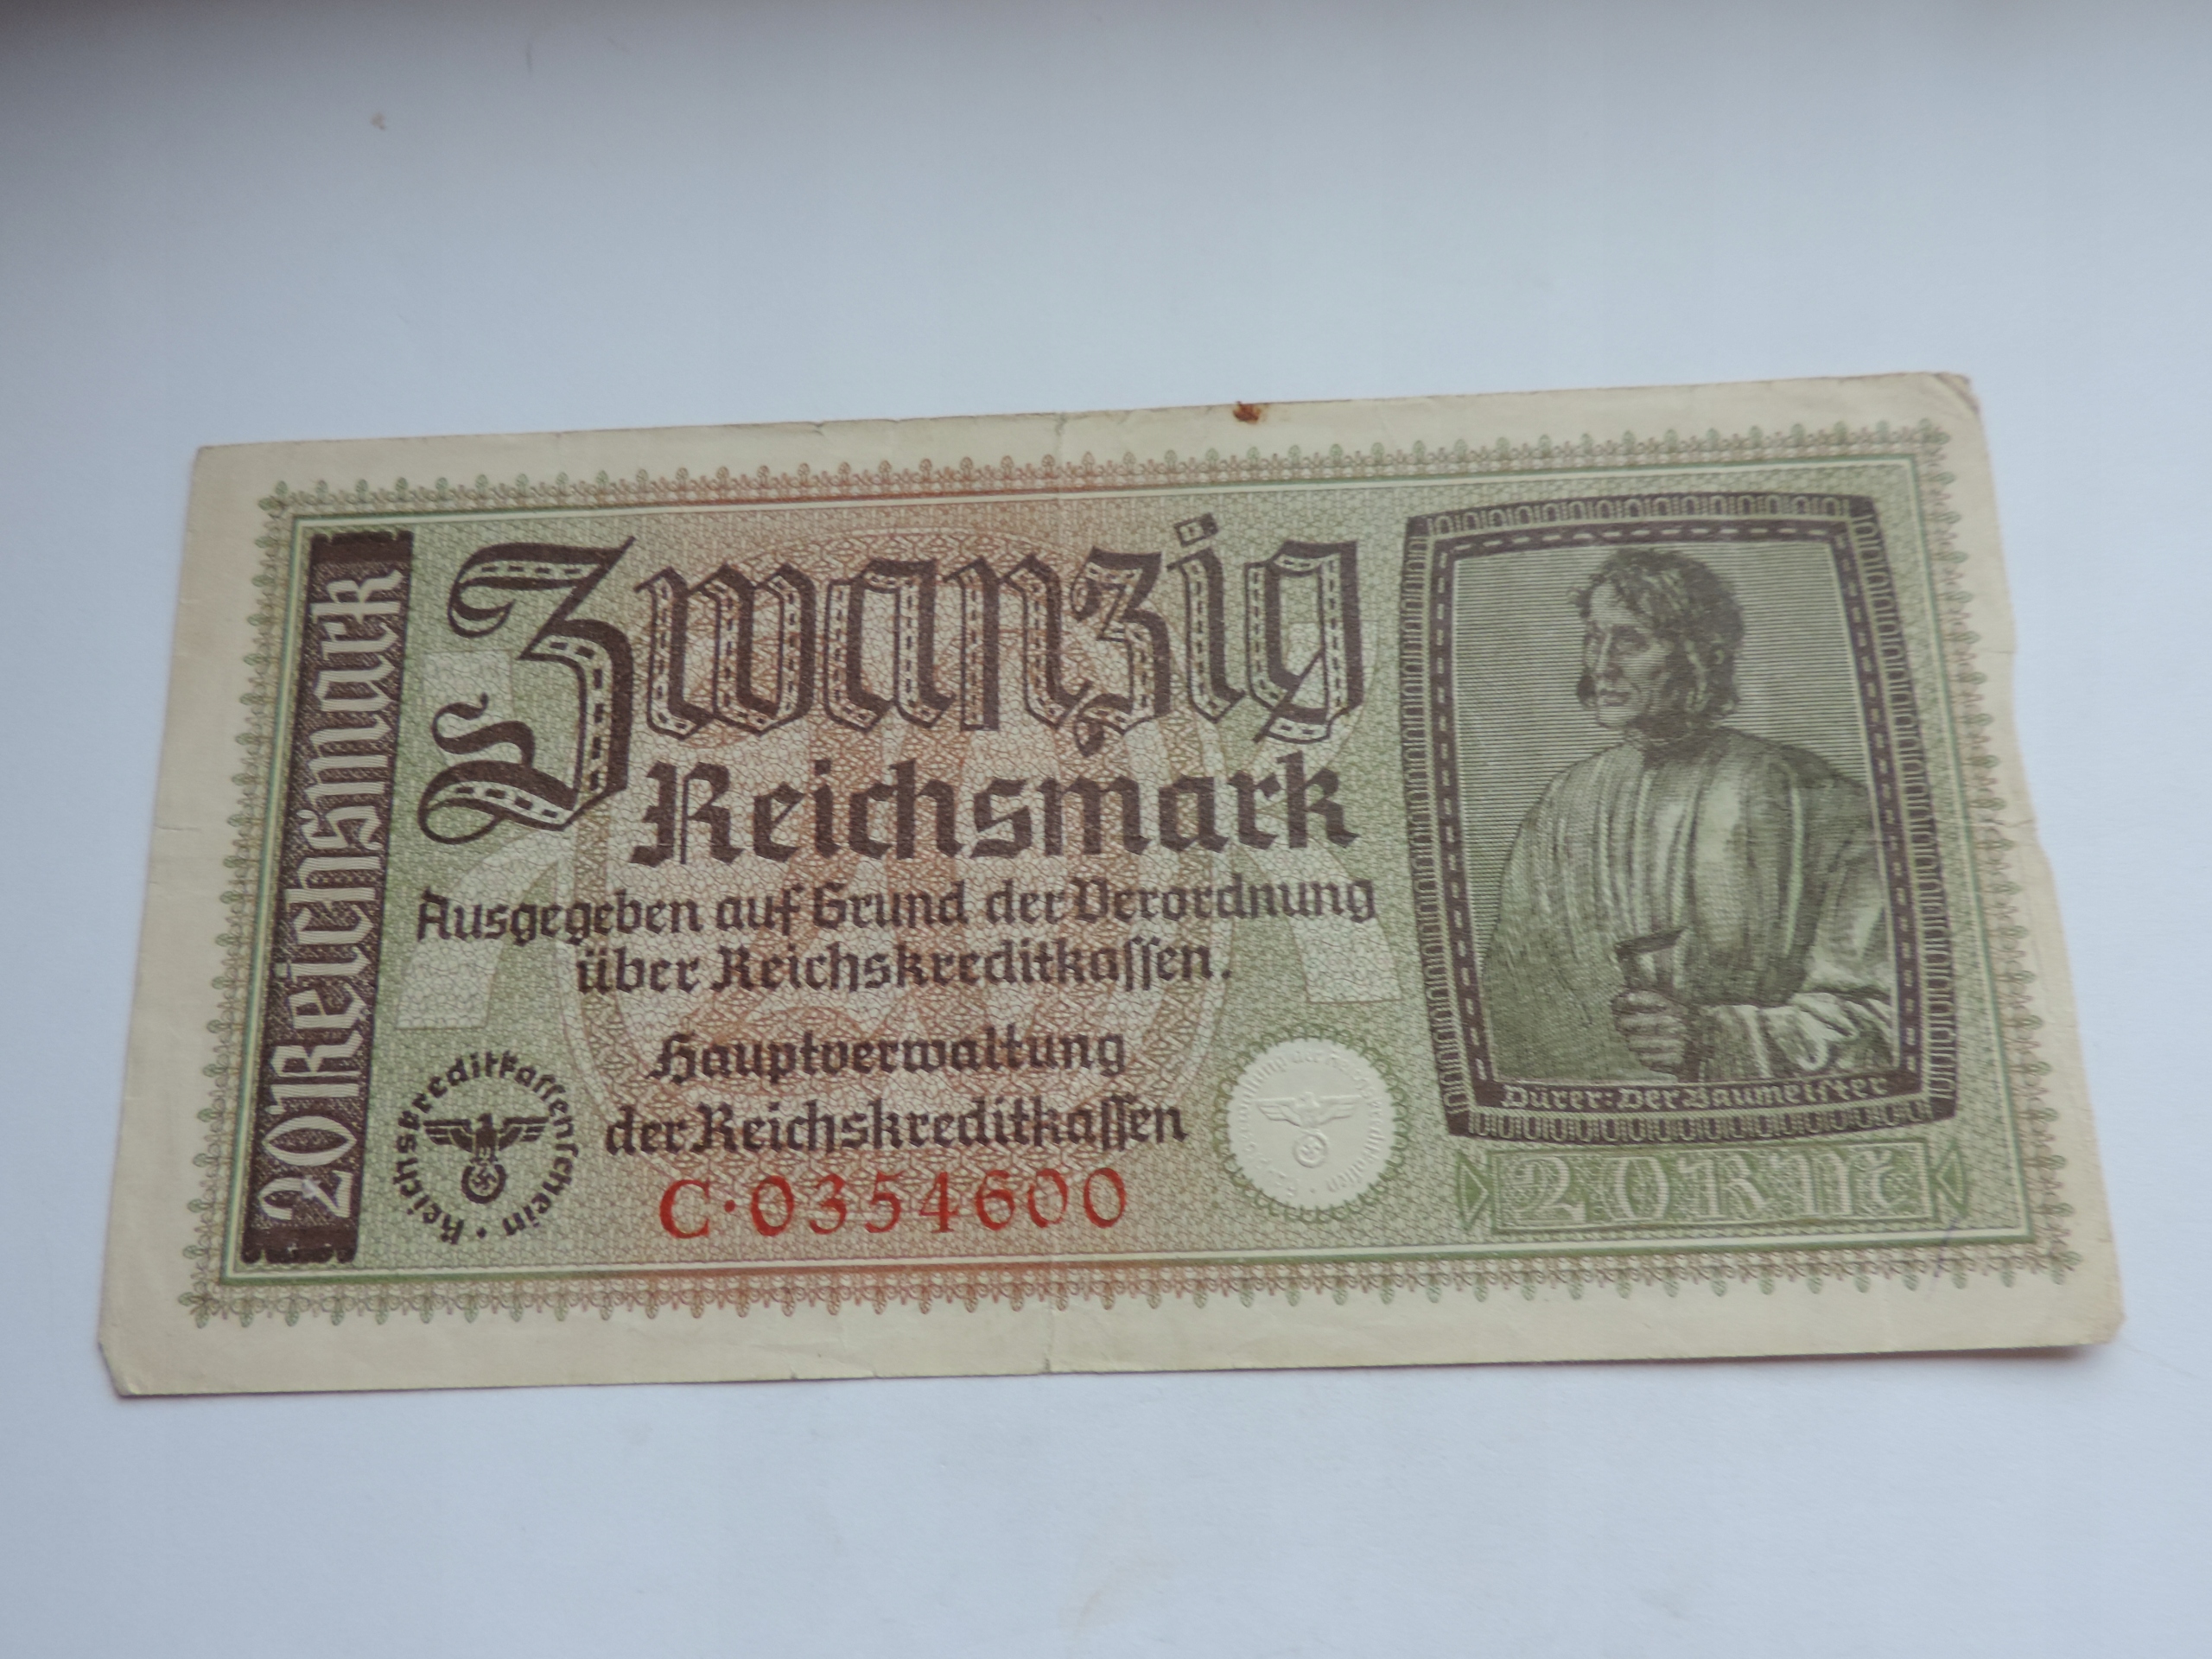 20 Reichsmark
Zwanzig
Reichsmark
Ausgegeben auf Grund der Verordnung
über Reichskreditkassen.
Hauptverwaltung
der Reichskreditkassen
C·0354600
Reichskreditkassenschein
Dürer: Der Baumeister
20 RM